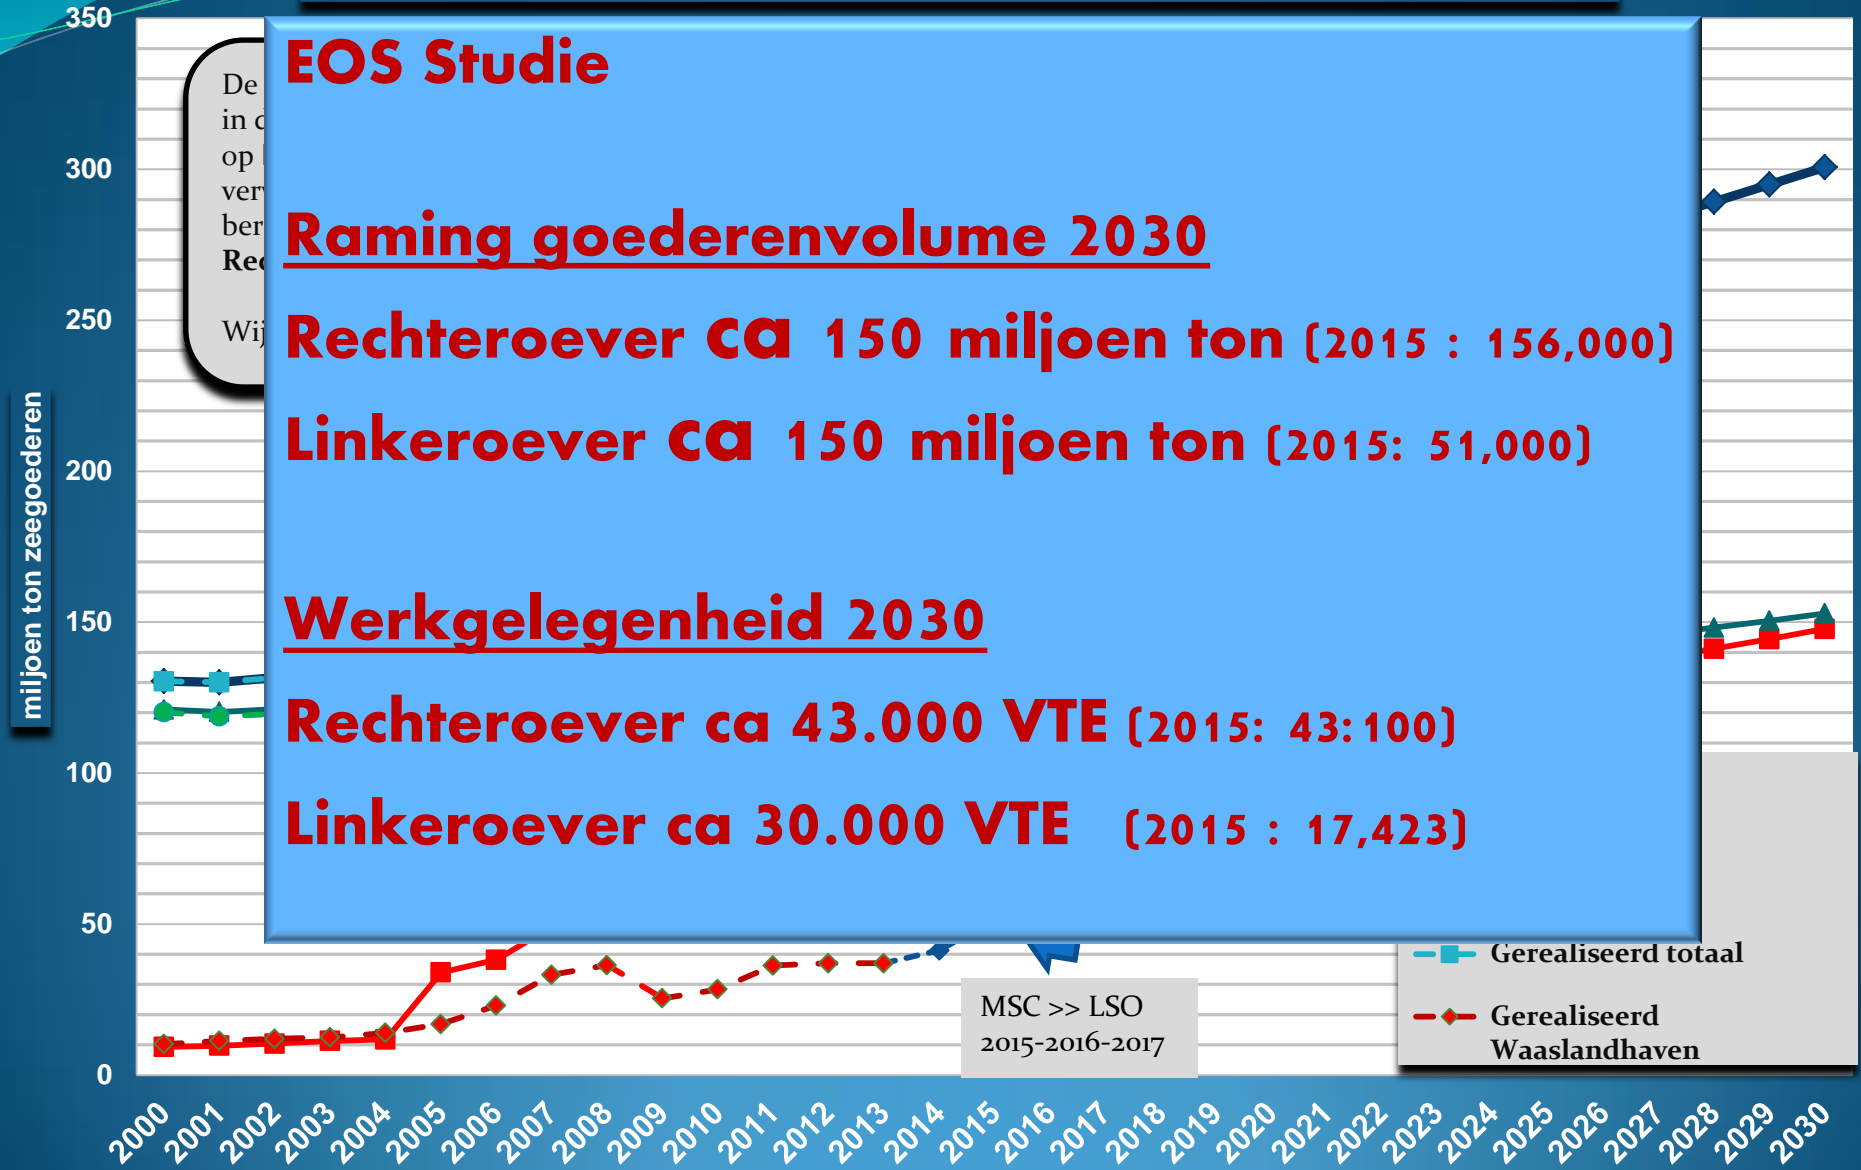 350
300
250
200
150
100
50
0
miljoen ton zeegoederen
De
op
Wij
EOS Studie
Raming goederenvolume 2030
Rechteroever ca 150 miljoen ton (2015 : 156,000)
Linkeroever ca 150 miljoen ton (2015: 51,000)
Werkgelegenheid 2030
Rechteroever ca 43.000 VTE (2015: 43:100)
Linkeroever ca 30.000 VTE (2015 : 17,423)
MSC >> LSO
2015-2016-2017
Gerealiseerd totaal
Gerealiseerd
Waaslandhaven
2000 2001 2002 2003 2004 2005 2006 2007 2008 2009 2010 2011 2012 2013 2014 2015 2016 2017 2018 2019 2020 2021 2022 2023 2024 2025 2026 2027 2028 2029 2030